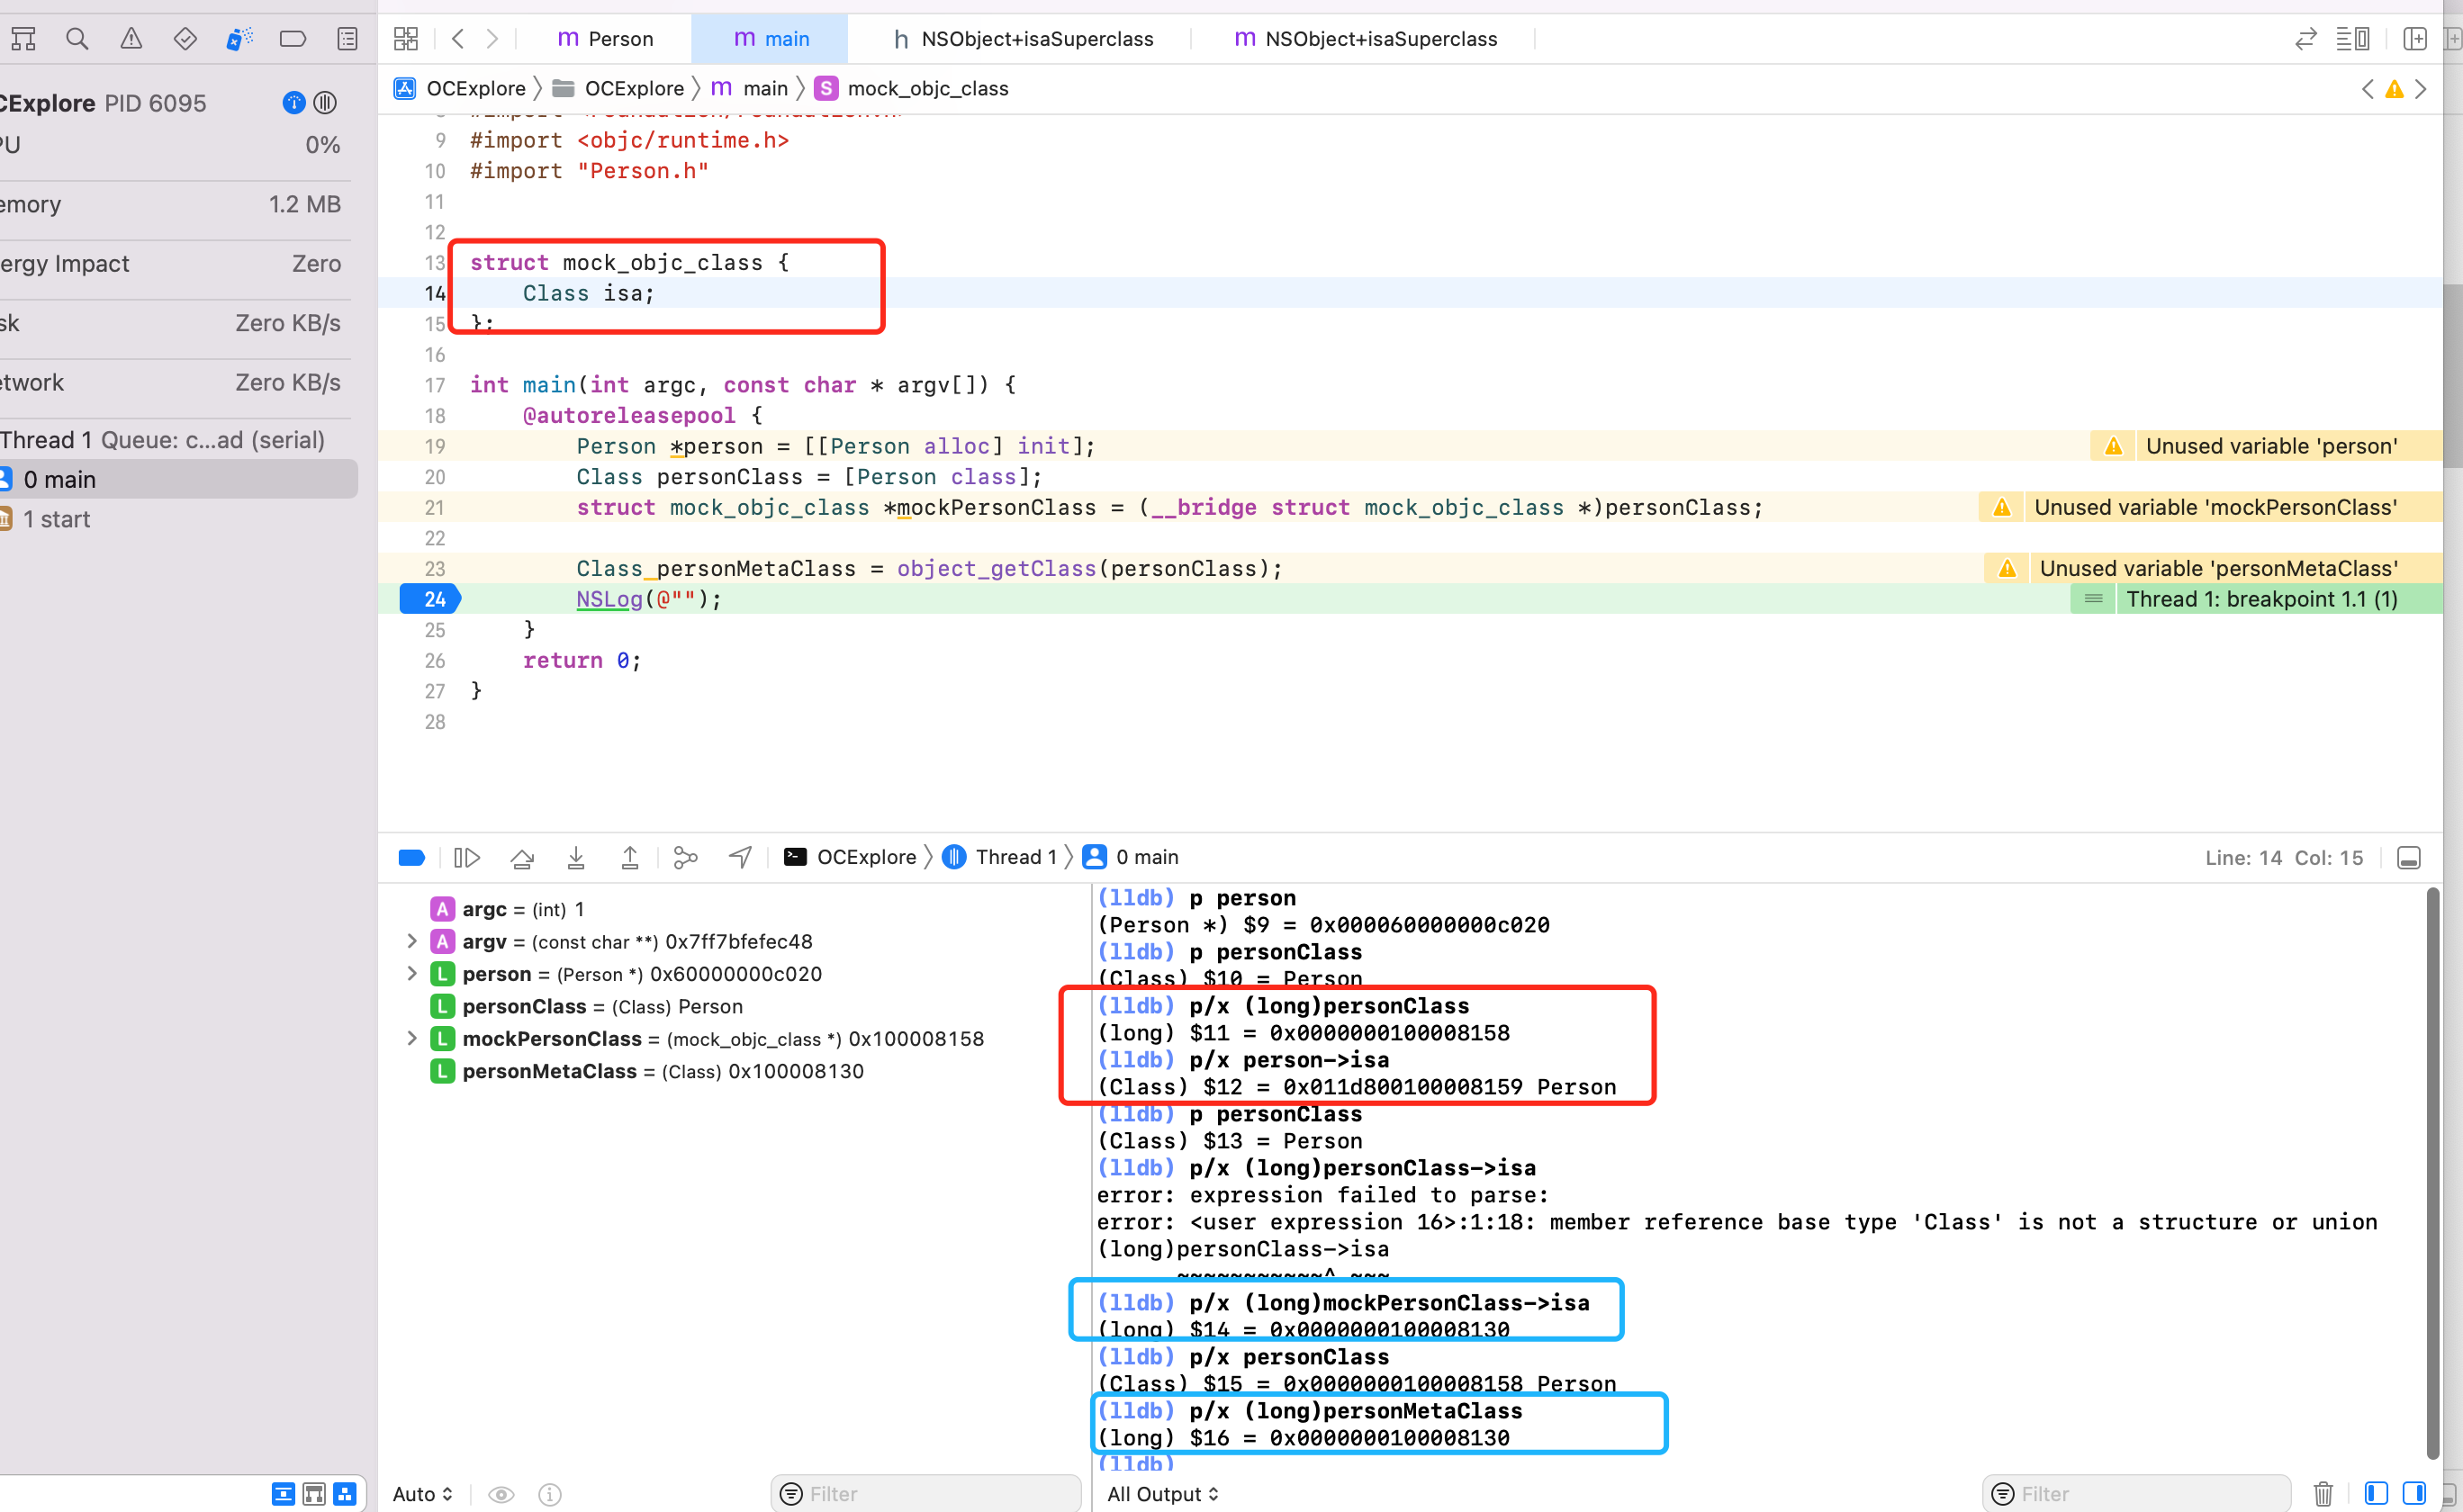 Person
main
NSObject+isaSuperclass
NSObject+isaSuperclass
CExplore PID 6095
OCExplore
OCExplore
main
S mock_objc_class
PU 0%
emory 1.2 MB
ergy Impact Zero
sk Zero KB/s
etwork Zero KB/s
Thread 1 Queue: c...ad (serial)
0 main
1 start
9 #import <objc/runtime.h>
10 #import "Person.h"
11
12
13 struct mock_objc_class {
14 Class isa;
15 };
16
17 int main(int argc, const char * argv[]) {
18 @autoreleasepool {
19 Person *person = [[Person alloc] init]; Unused variable 'person'
20 Class personClass = [Person class];
21 struct mock_objc_class *mockPersonClass = (__bridge struct mock_objc_class *)personClass; Unused variable 'mockPersonClass'
22
23 Class personMetaClass = object_getClass(personClass); Unused variable 'personMetaClass'
24 NSLog(@""); Thread 1: breakpoint 1.1 (1)
25 }
26 return 0;
27 }
28
OCExplore Thread 1 0 main Line: 14 Col: 15
A argc = (int) 1
A argv = (const char **) 0x7ff7bfefec48
L person = (Person *) 0x60000000c020
L personClass = (Class) Person
L mockPersonClass = (mock_objc_class *) 0x100008158
L personMetaClass = (Class) 0x100008130
(lldb) p person
(Person *) $9 = 0x000060000000c020
(lldb) p personClass
(Class) $10 = Person
(lldb) p/x (long)personClass
(long) $11 = 0x0000000100008158
(lldb) p/x person->isa
(Class) $12 = 0x011d800100008159 Person
(lldb) p personClass
(Class) $13 = Person
(lldb) p/x (long)personClass->isa
error: expression failed to parse:
error: <user expression 16>:1:18: member reference base type 'Class' is not a structure or union
(long)personClass->isa
~~~~~~~~~~~^ ~~~
(lldb) p/x (long)mockPersonClass->isa
(long) $14 = 0x0000000100008130
(lldb) p/x personClass
(Class) $15 = 0x0000000100008158 Person
(lldb) p/x (long)personMetaClass
(long) $16 = 0x0000000100008130
(lldb)
Auto
Filter
All Output
Filter